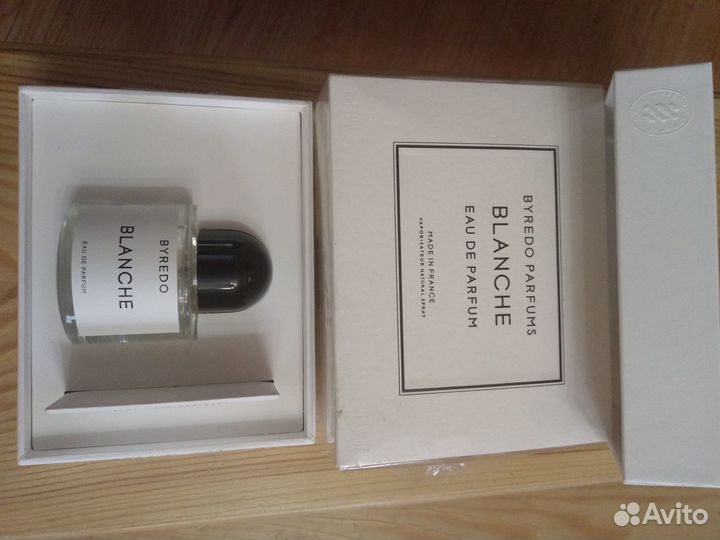 BYREDO
BLANCHE
EAU DE PARFUM
BYREDO PARFUMS
BLANCHE
EAU DE PARFUM
MADE IN FRANCE
VAPORISATEUR NATURAL SPRAY
Avito